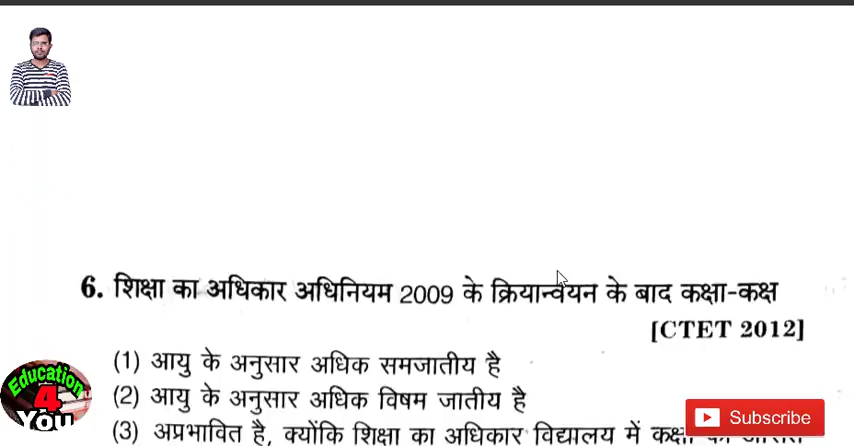 6. शिक्षा का अधिकार अधिनियम 2009 के क्रियान्वयन के बाद कक्षा-कक्ष
[CTET 2012]
(1) आयु के अनुसार अधिक समजातीय है
(2) आयु के अनुसार अधिक विषम जातीय है
(3) अप्रभावित है, क्योंकि शिक्षा का अधिकार विद्यालय में
Education
4
You
Subscribe